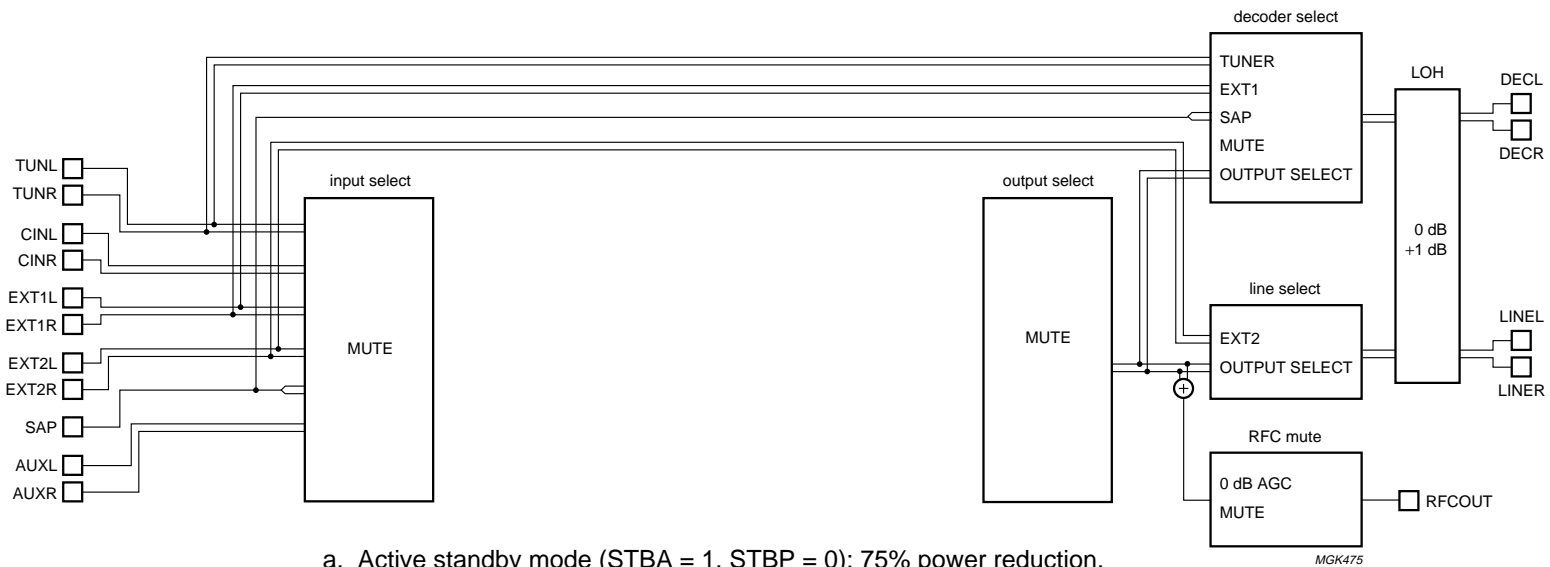 decoder select
TUNER
EXT1
SAP
MUTE
OUTPUT SELECT
LOH
0 dB
+1 dB
DECL
DECR
TUNL
TUNR
CINL
CINR
EXT1L
EXT1R
EXT2L
EXT2R
SAP
AUXL
AUXR
input select
MUTE
output select
MUTE
line select
EXT2
OUTPUT SELECT
LINEL
LINER
+
RFC mute
0 dB AGC
MUTE
RFCOUT
MGK475
a. Active standby mode (STBA = 1, STBP = 0); 75% power reduction.